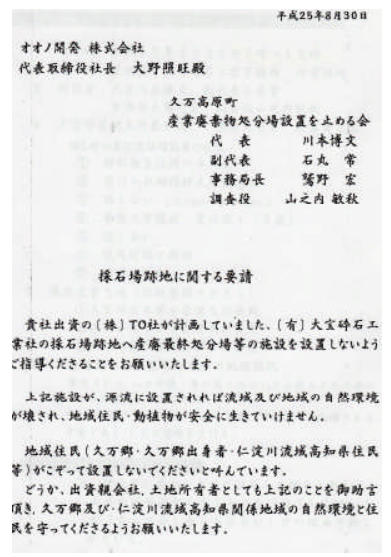 平成25年8月30日
オオノ開発 株式会社
代表取締役社長 大野照旺殿
久万高原町
産業廃棄物処分場設置を止める会
代 表 川本博文
副代表 石丸 常
事務局長 鷲野 宏
調査役 山之内 敏秋
採石場跡地に関する要請
貴社出資の(株)TO社が計画していました、(有)大宝砕石工
業社の採石場跡地へ産廃最終処分場等の施設を設置しないよう
ご指導くださることをお願いいたします。
上記施設が、源流に設置されれば流域及び地域の自然環境
が壊され、地域住民・動植物が安全に生きていけません。
地域住民(久万郷・久万郷出身者・仁淀川流域高知県住民
等)がこぞって設置しないでくださいと叫んでいます。
どうか、出資親会社、土地所有者としても上記のことを御助言
頂き、久万郷及び・仁淀川流域高知県関係地域の自然環境と住
民を守ってくださるようお願いいたします。